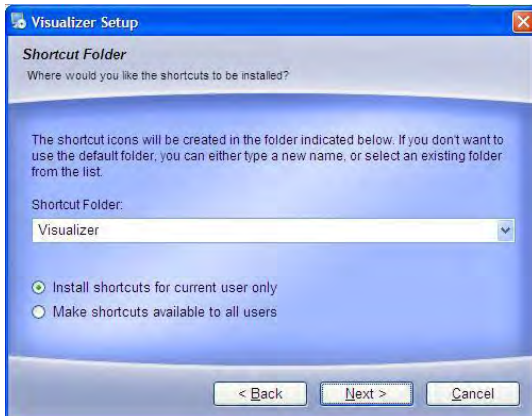 Visualizer Setup
Shortcut Folder
Where would you like the shortcuts to be installed?
The shortcut icons will be created in the folder indicated below. If you don't want to
use the default folder, you can either type a new name, or select an existing folder
from the list.
Shortcut Folder:
Visualizer
Install shortcuts for current user only
Make shortcuts available to all users
< Back
Next >
Cancel